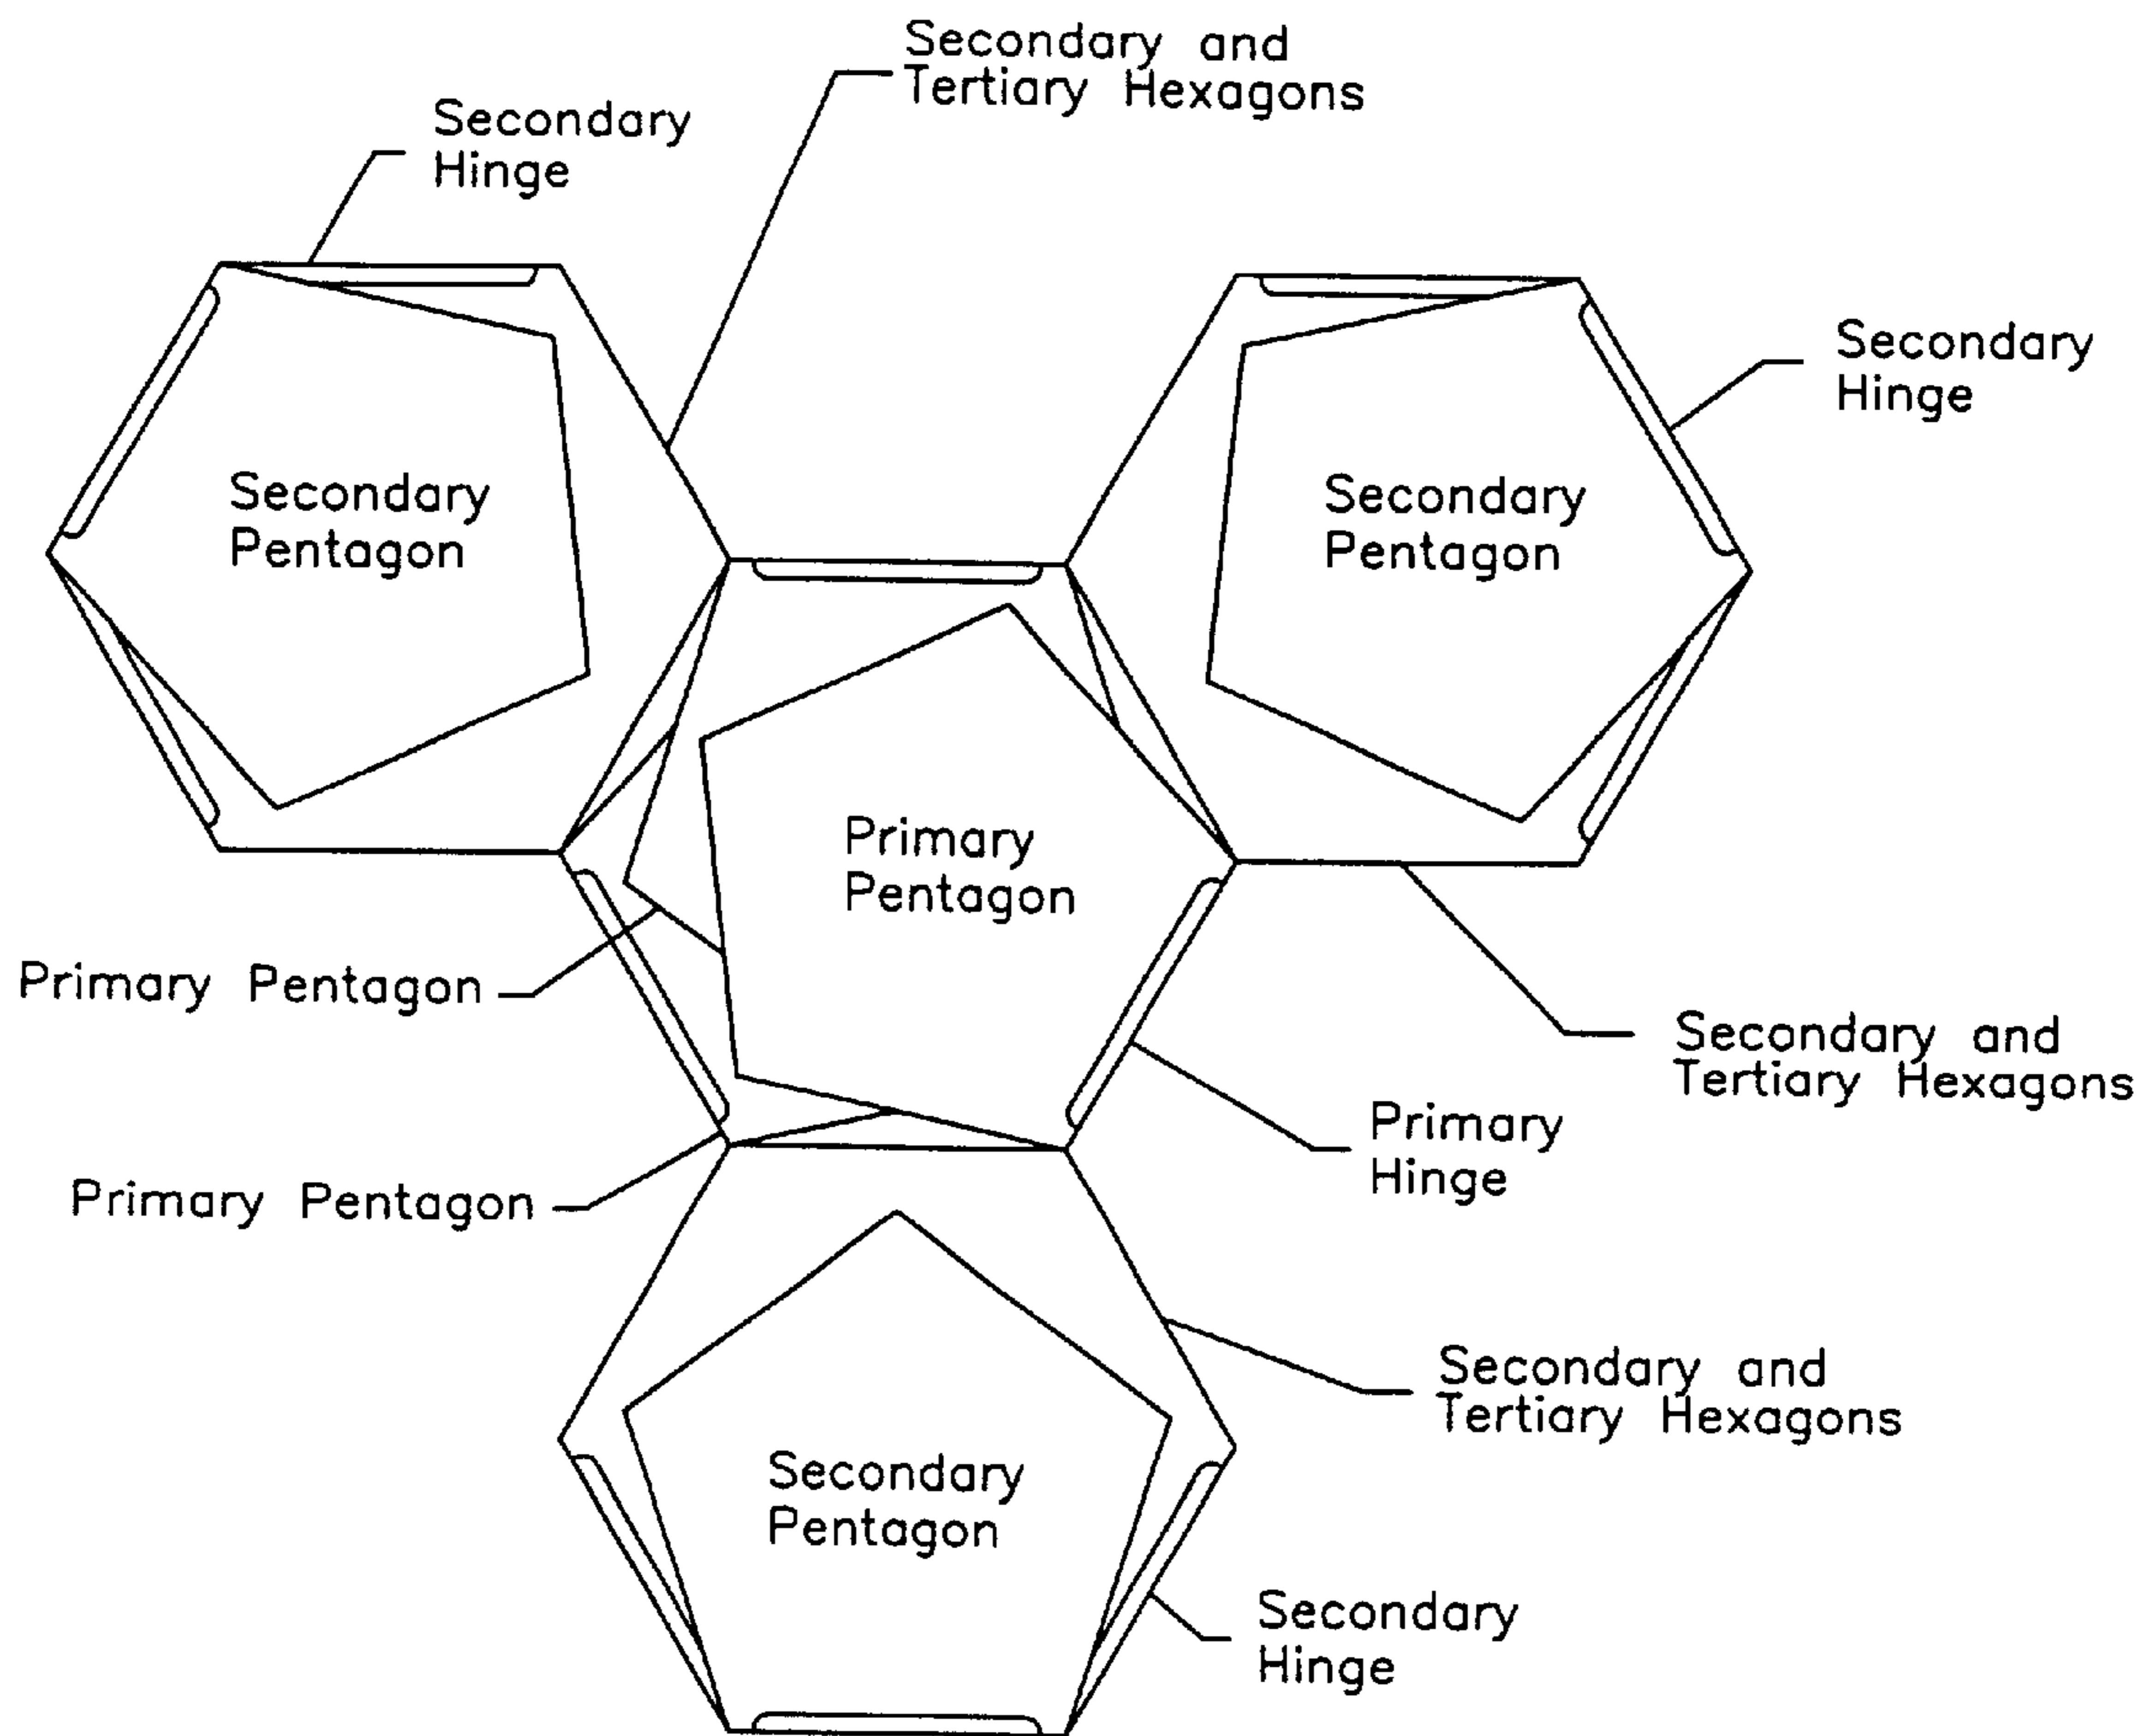 Secondary and
Tertiary Hexagons
Secondary
Hinge
Secondary
Hinge
Secondary
Pentagon
Secondary
Pentagon
Primary
Pentagon
Primary Pentagon
Secondary and
Tertiary Hexagons
Primary
Hinge
Primary Pentagon
Secondary and
Tertiary Hexagons
Secondary
Pentagon
Secondary
Hinge